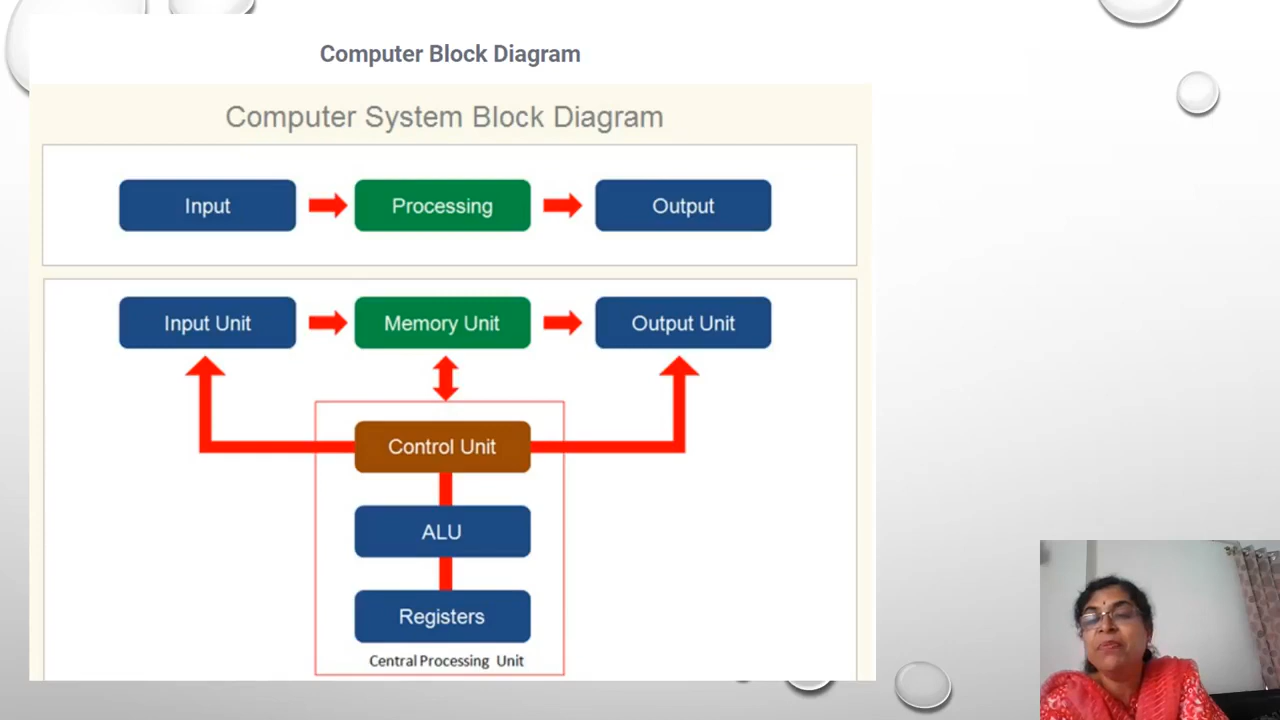 Computer Block Diagram
Computer System Block Diagram
Input
Processing
Output
Input Unit
Memory Unit
Output Unit
Control Unit
ALU
Registers
Central Processing Unit